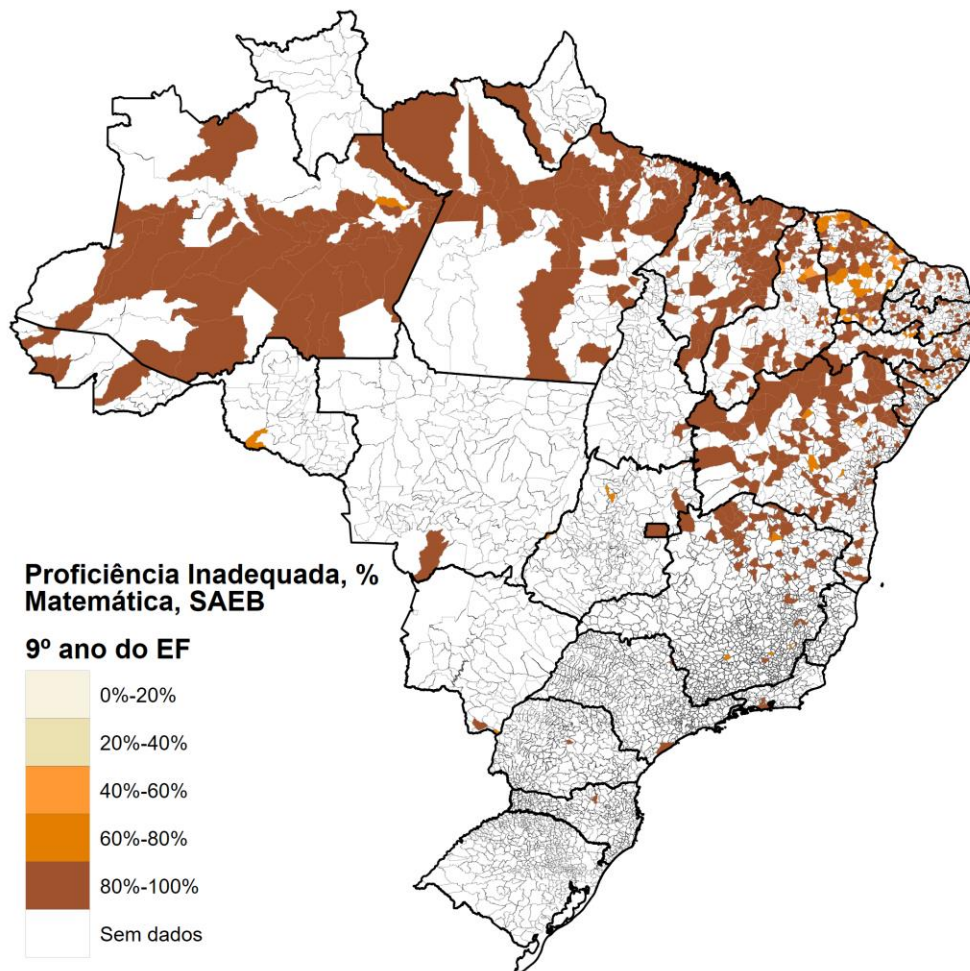 Proficiência Inadequada, %
Matemática, SAEB
9º ano do EF
0%-20%
20%-40%
40%-60%
60%-80%
80%-100%
Sem dados